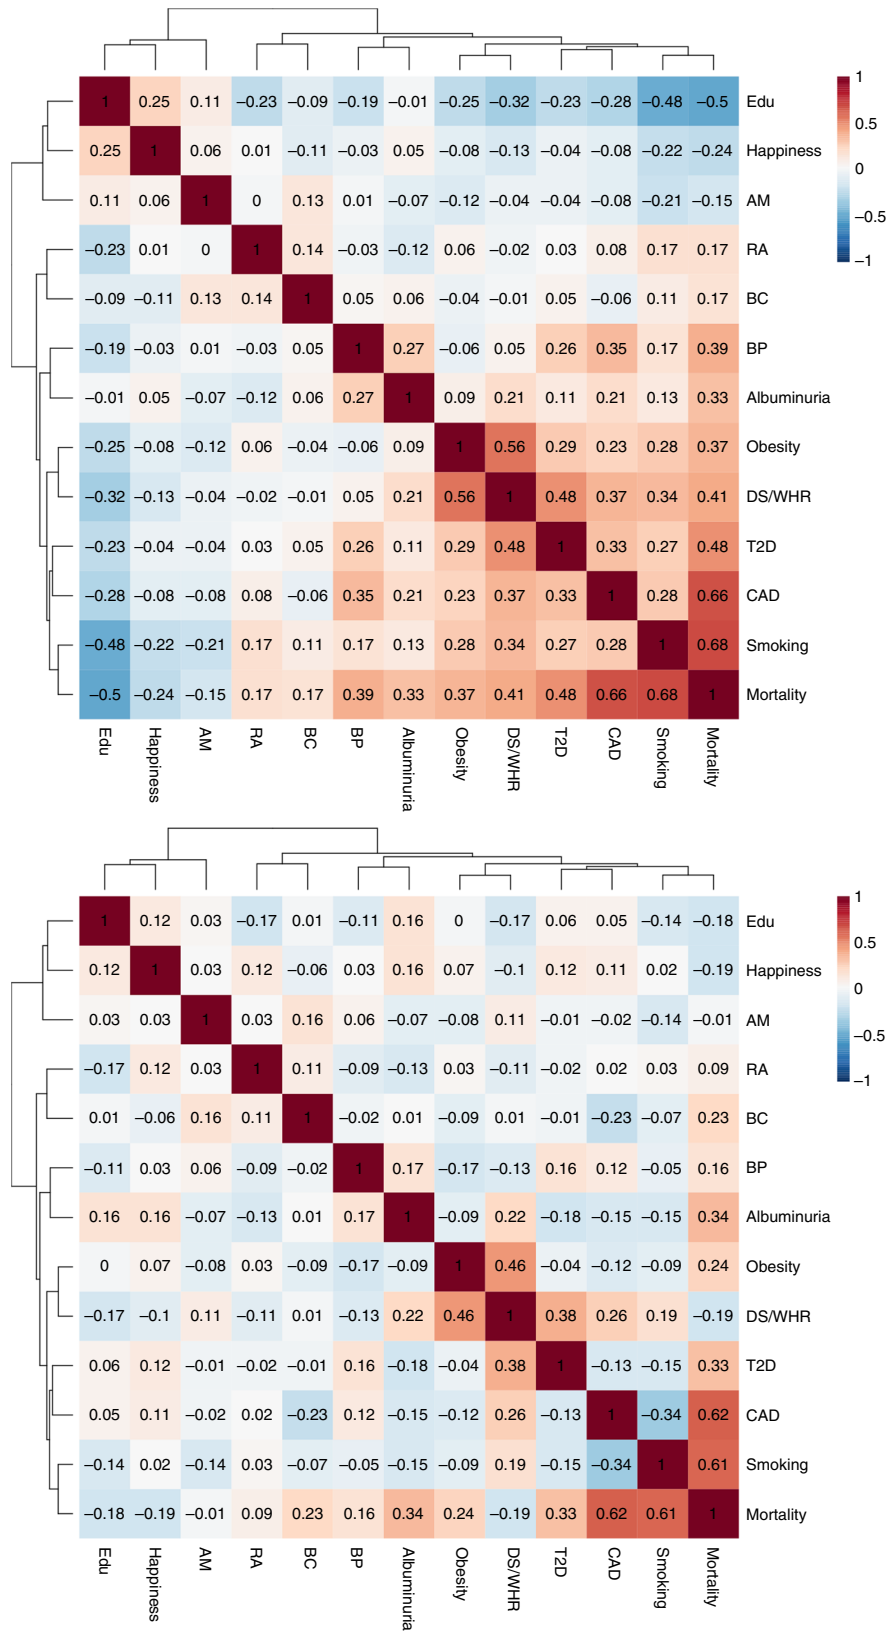 1 0.25 0.11 −0.23 −0.09 −0.19 −0.01 −0.25 −0.32 −0.23 −0.28 −0.48 −0.5 Edu
0.25 1 0.06 0.01 −0.11 −0.03 0.05 −0.08 −0.13 −0.04 −0.08 −0.22 −0.24 Happiness
0.11 0.06 1 0 0.13 0.01 −0.07 −0.12 −0.04 −0.04 −0.08 −0.21 −0.15 AM
−0.23 0.01 0 1 0.14 −0.03 −0.12 0.06 −0.02 0.03 0.08 0.17 0.17 RA
−0.09 −0.11 0.13 0.14 1 0.05 0.06 −0.04 −0.01 0.05 −0.06 0.11 0.17 BC
−0.19 −0.03 0.01 −0.03 0.05 1 0.27 −0.06 0.05 0.26 0.35 0.17 0.39 BP
−0.01 0.05 −0.07 −0.12 0.06 0.27 1 0.09 0.21 0.11 0.21 0.13 0.33 Albuminuria
−0.25 −0.08 −0.12 0.06 −0.04 −0.06 0.09 1 0.56 0.29 0.23 0.28 0.37 Obesity
−0.32 −0.13 −0.04 −0.02 −0.01 0.05 0.21 0.56 1 0.48 0.37 0.34 0.41 DS/WHR
−0.23 −0.04 −0.04 0.03 0.05 0.26 0.11 0.29 0.48 1 0.33 0.27 0.48 T2D
−0.28 −0.08 −0.08 0.08 −0.06 0.35 0.21 0.23 0.37 0.33 1 0.28 0.66 CAD
−0.48 −0.22 −0.21 0.17 0.11 0.17 0.13 0.28 0.34 0.27 0.28 1 0.68 Smoking
−0.5 −0.24 −0.15 0.17 0.17 0.39 0.33 0.37 0.41 0.48 0.66 0.68 1 Mortality
Edu Happiness AM RA BC BP Albuminuria Obesity DS/WHR T2D CAD Smoking Mortality
1
0.5
0
−0.5
−1
1 0.12 0.03 −0.17 0.01 −0.11 0.16 0 −0.17 0.06 0.05 −0.14 −0.18 Edu
0.12 1 0.03 0.12 −0.06 0.03 0.16 0.07 −0.1 0.12 0.11 0.02 −0.19 Happiness
0.03 0.03 1 0.03 0.16 0.06 −0.07 −0.08 0.11 −0.01 −0.02 −0.14 −0.01 AM
−0.17 0.12 0.03 1 0.11 −0.09 −0.13 0.03 −0.11 −0.02 0.02 0.03 0.09 RA
0.01 −0.06 0.16 0.11 1 −0.02 0.01 −0.09 0.01 −0.01 −0.23 −0.07 0.23 BC
−0.11 0.03 0.06 −0.09 −0.02 1 0.17 −0.17 −0.13 0.16 0.12 −0.05 0.16 BP
0.16 0.16 −0.07 −0.13 0.01 0.17 1 −0.09 0.22 −0.18 −0.15 −0.15 0.34 Albuminuria
0 0.07 −0.08 0.03 −0.09 −0.17 −0.09 1 0.46 −0.04 −0.12 −0.09 0.24 Obesity
−0.17 −0.1 0.11 −0.11 0.01 −0.13 0.22 0.46 1 0.38 0.26 0.19 −0.19 DS/WHR
0.06 0.12 −0.01 −0.02 −0.01 0.16 −0.18 −0.04 0.38 1 −0.13 −0.15 0.33 T2D
0.05 0.11 −0.02 0.02 −0.23 0.12 −0.15 −0.12 0.26 −0.13 1 −0.34 0.62 CAD
−0.14 0.02 −0.14 0.03 −0.07 −0.05 −0.15 −0.09 0.19 −0.15 −0.34 1 0.61 Smoking
−0.18 −0.19 −0.01 0.09 0.23 0.16 0.34 0.24 −0.19 0.33 0.62 0.61 1 Mortality
Edu Happiness AM RA BC BP Albuminuria Obesity DS/WHR T2D CAD Smoking Mortality
1
0.5
0
−0.5
−1